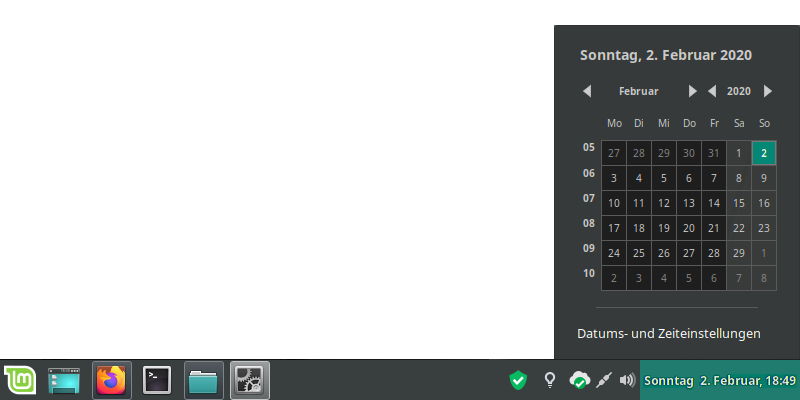 Sonntag, 2. Februar 2020
Februar 2020
Mo Di Mi Do Fr Sa So
05 27 28 29 30 31 1 2
06 3 4 5 6 7 8 9
07 10 11 12 13 14 15 16
08 17 18 19 20 21 22 23
09 24 25 26 27 28 29 1
10 2 3 4 5 6 7 8
Datums- und Zeiteinstellungen
Sonntag 2. Februar, 18:49